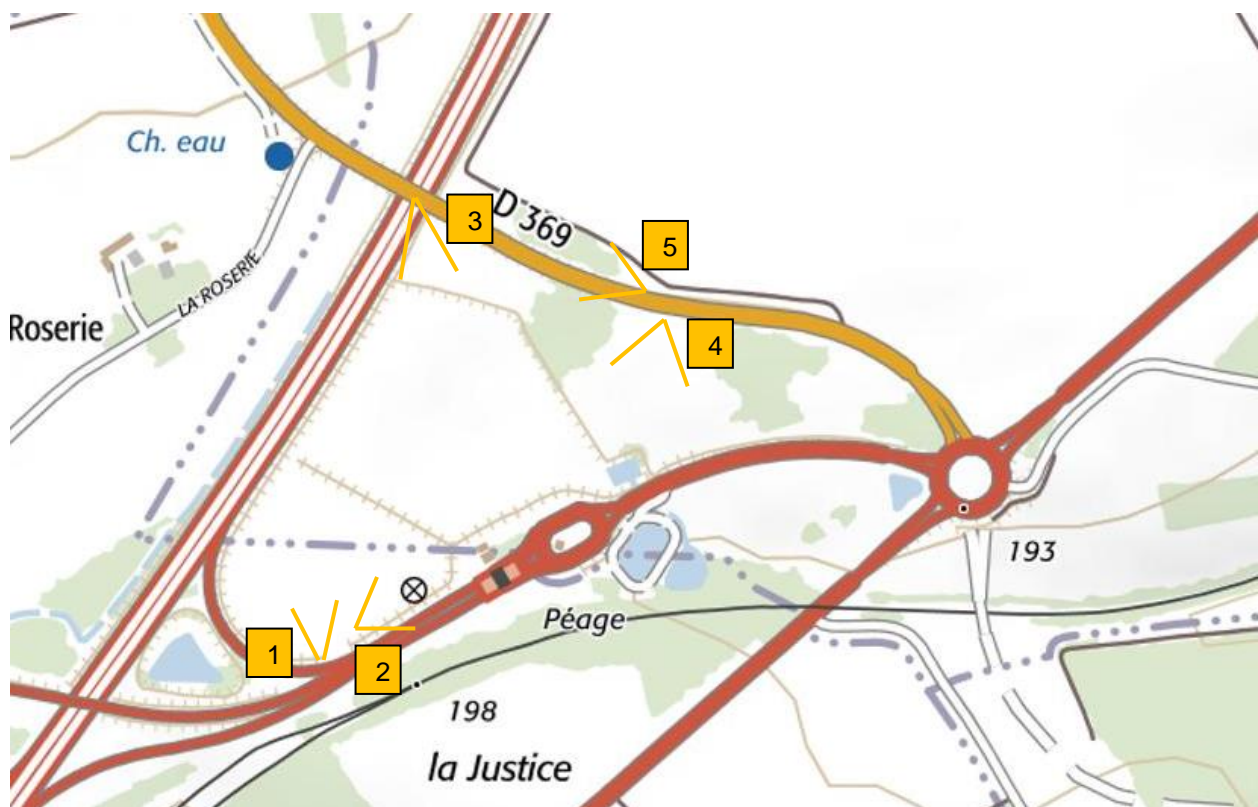 Ch. eau
3
D 369
5
LA ROSERIE
Roserie
4
193
Péage
1
2
198
la Justice